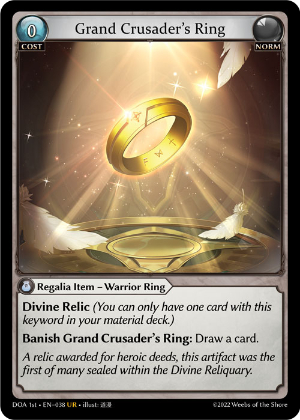 0
COST
Grand Crusader's Ring
NORM
Regalia Item – Warrior Ring
Divine Relic (You can only have one card with this
keyword in your material deck.)
Banish Grand Crusader's Ring: Draw a card.
A relic awarded for heroic deeds, this artifact was the
first of many sealed within the Divine Reliquary.
DOA 1st • EN-038 UR • illust: 道漫
©2022 Weebs of the Shore